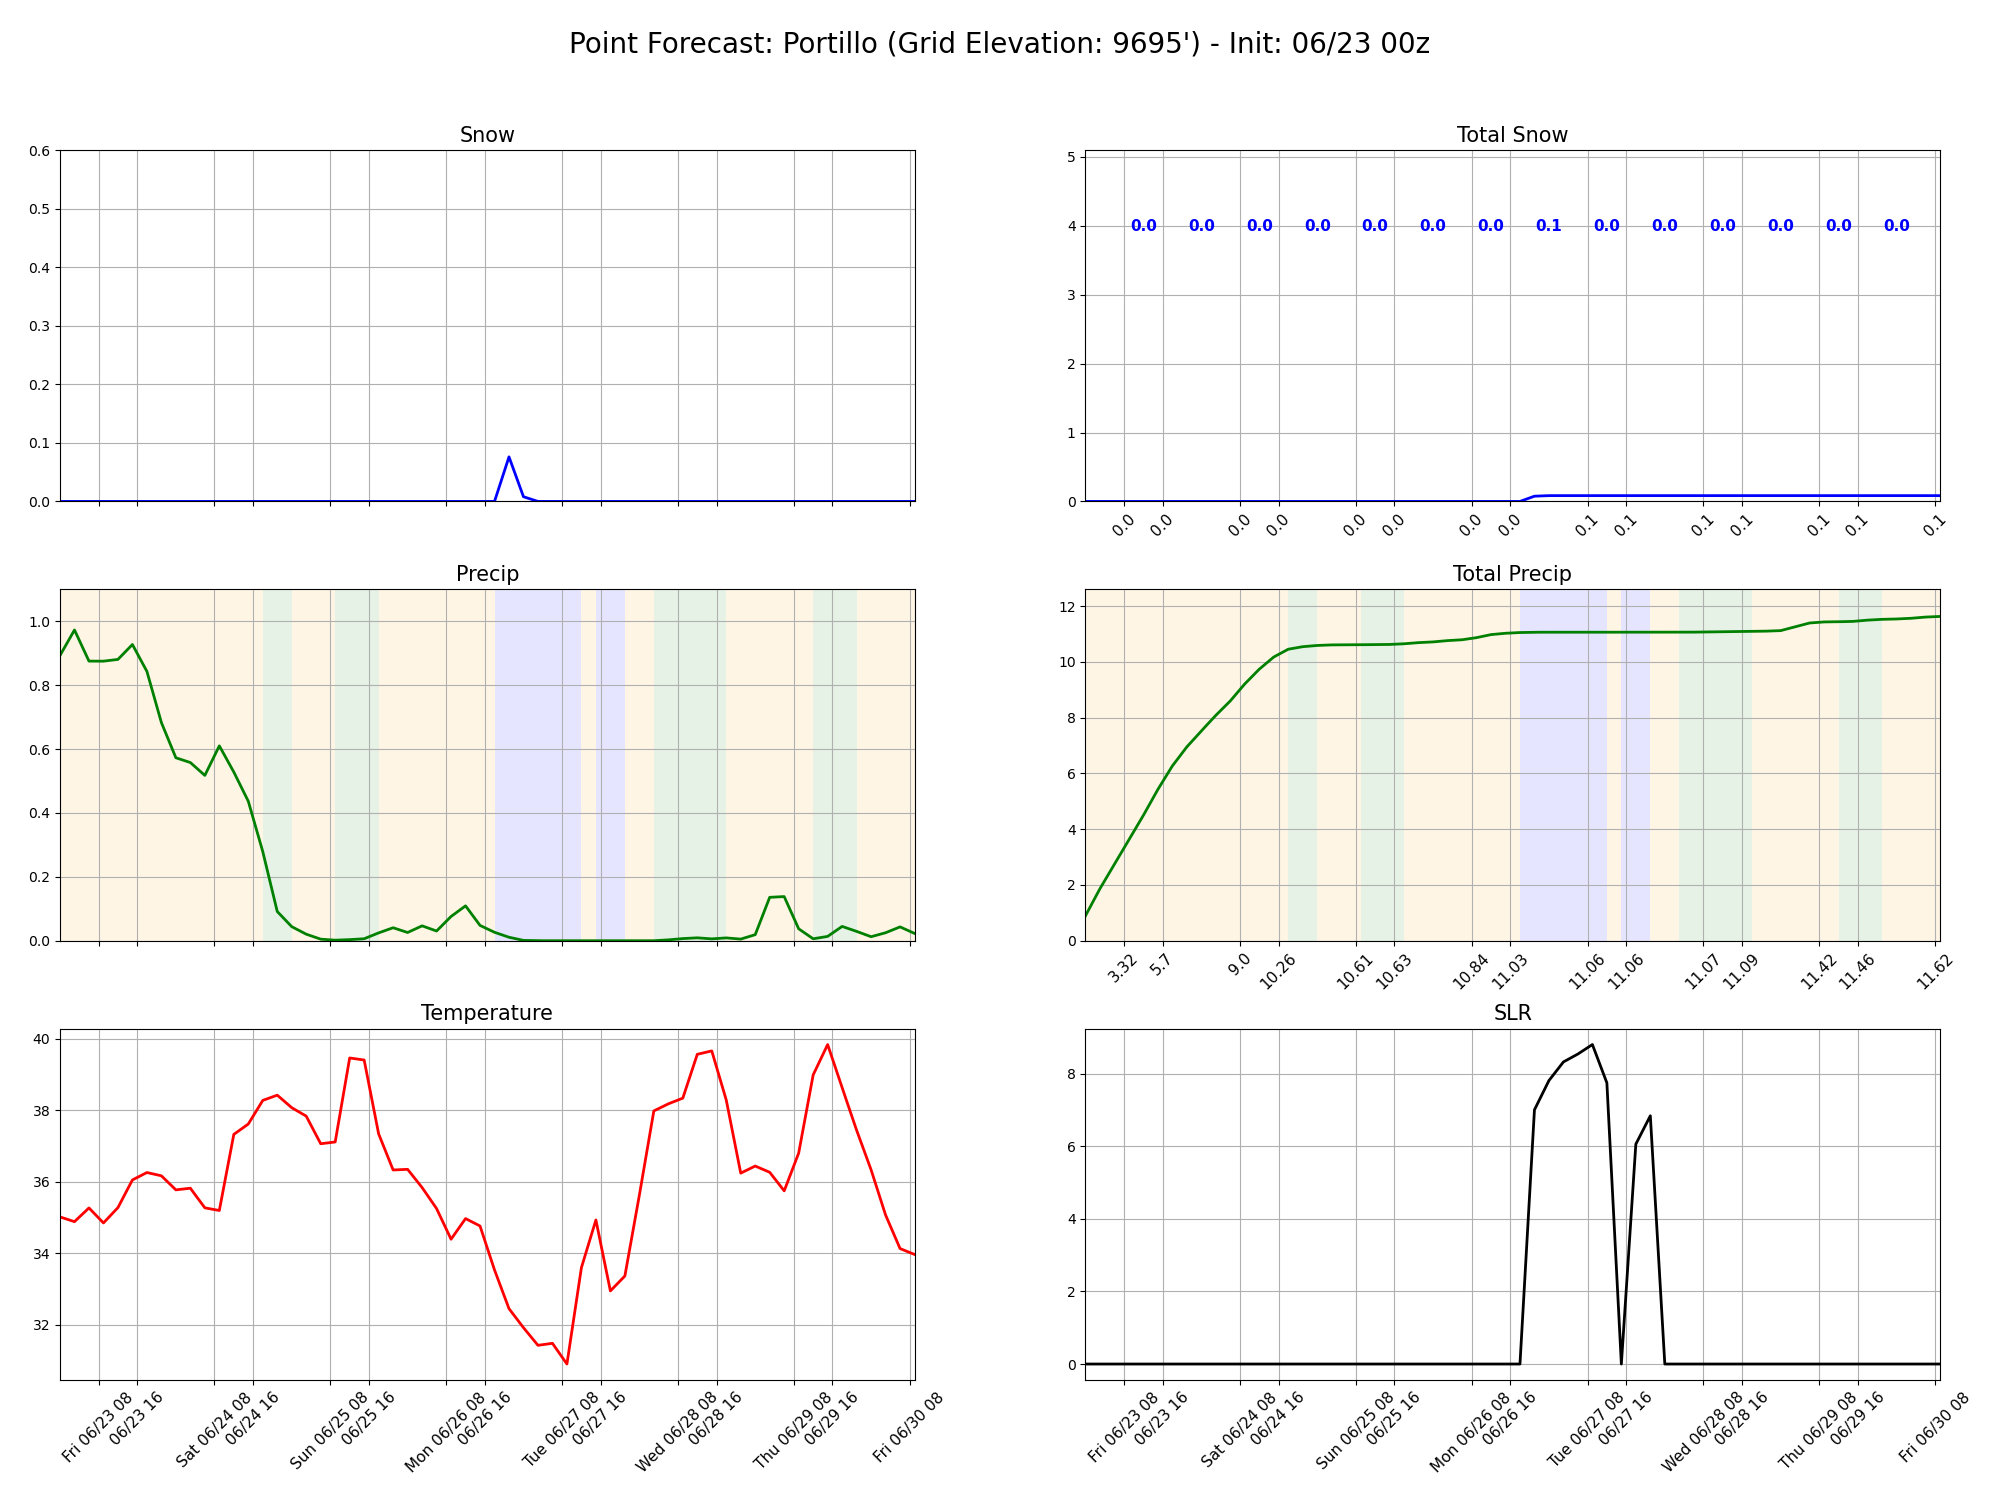 Point Forecast: Portillo (Grid Elevation: 9695') - Init: 06/23 00z
Snow
0.6
0.5
0.4
0.3
0.2
0.1
0.0
Total Snow
5
4
3
2
1
0
0.0 0.0 0.0 0.0 0.0 0.0 0.0 0.1 0.0 0.0 0.0 0.0 0.0 0.0
0.0 0.0 0.0 0.0 0.0 0.0 0.0 0.0 0.1 0.1 0.1 0.1 0.1 0.1 0.1
Precip
1.0
0.8
0.6
0.4
0.2
0.0
Total Precip
12
10
8
6
4
2
0
3.32 5.7 9.0 10.26 10.61 10.63 10.84 11.03 11.06 11.06 11.07 11.09 11.42 11.46 11.62
Temperature
40
38
36
34
32
Fri 06/23 08
06/23 16
Sat 06/24 08
06/24 16
Sun 06/25 08
06/25 16
Mon 06/26 08
06/26 16
Tue 06/27 08
06/27 16
Wed 06/28 08
06/28 16
Thu 06/29 08
06/29 16
Fri 06/30 08
SLR
8
6
4
2
0
Fri 06/23 08
06/23 16
Sat 06/24 08
06/24 16
Sun 06/25 08
06/25 16
Mon 06/26 08
06/26 16
Tue 06/27 08
06/27 16
Wed 06/28 08
06/28 16
Thu 06/29 08
06/29 16
Fri 06/30 08